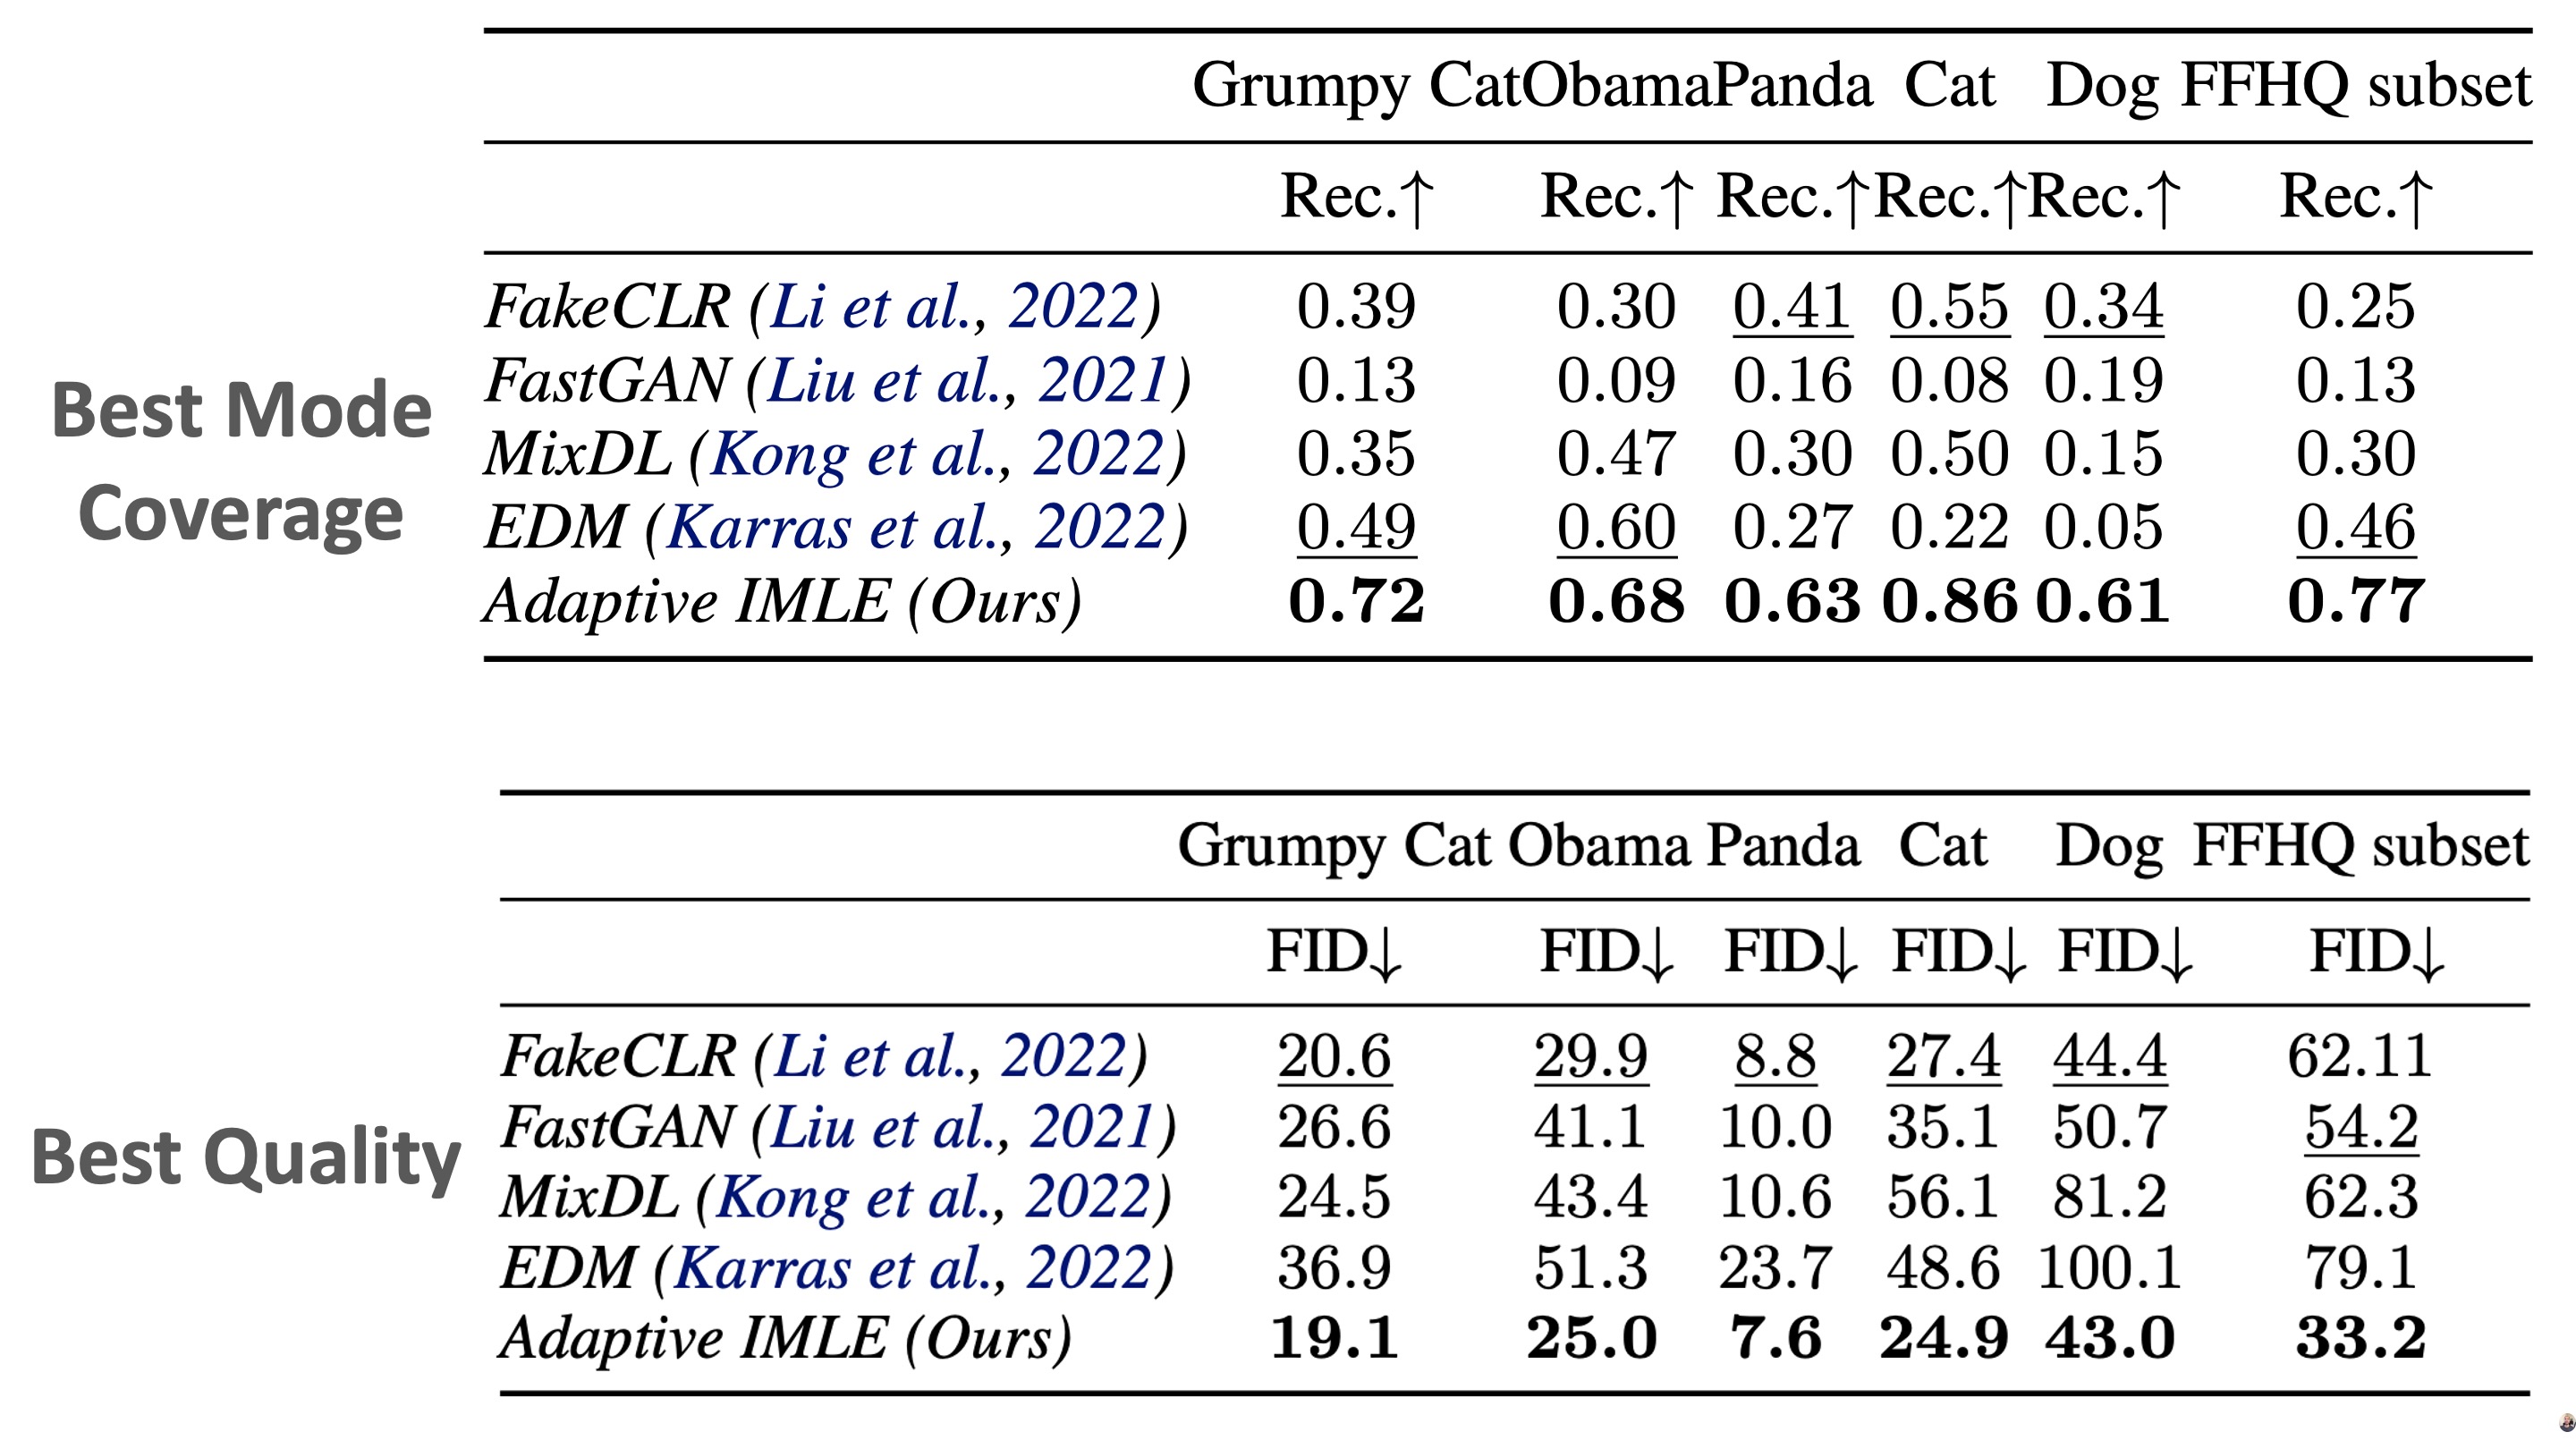 Grumpy Cat Obama Panda Cat Dog FFHQ subset
Rec.↑ Rec.↑ Rec.↑ Rec.↑ Rec.↑ Rec.↑
FakeCLR (Li et al., 2022) 0.39 0.30 0.41 0.55 0.34 0.25
FastGAN (Liu et al., 2021) 0.13 0.09 0.16 0.08 0.19 0.13
MixDL (Kong et al., 2022) 0.35 0.47 0.30 0.50 0.15 0.30
EDM (Karras et al., 2022) 0.49 0.60 0.27 0.22 0.05 0.46
Adaptive IMLE (Ours) 0.72 0.68 0.63 0.86 0.61 0.77
Best Mode
Coverage
Grumpy Cat Obama Panda Cat Dog FFHQ subset
FID↓ FID↓ FID↓ FID↓ FID↓ FID↓
FakeCLR (Li et al., 2022) 20.6 29.9 8.8 27.4 44.4 62.11
FastGAN (Liu et al., 2021) 26.6 41.1 10.0 35.1 50.7 54.2
MixDL (Kong et al., 2022) 24.5 43.4 10.6 56.1 81.2 62.3
EDM (Karras et al., 2022) 36.9 51.3 23.7 48.6 100.1 79.1
Adaptive IMLE (Ours) 19.1 25.0 7.6 24.9 43.0 33.2
Best Quality